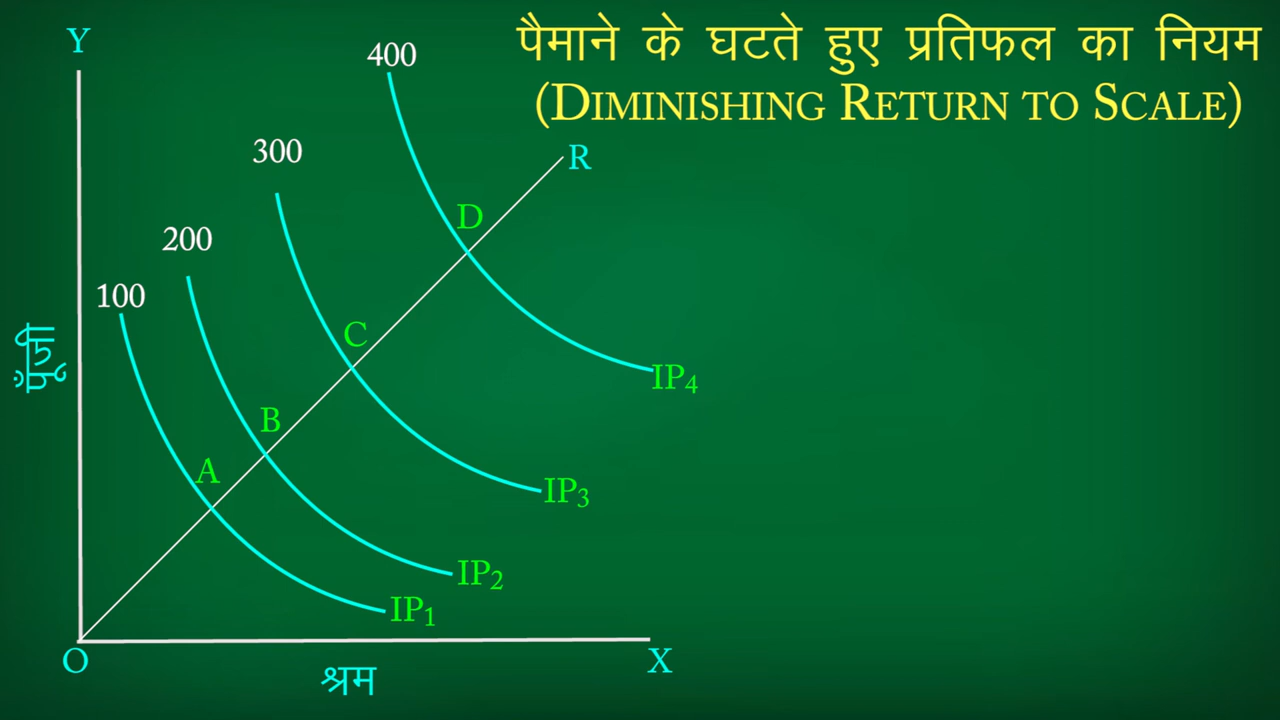 पैमाने के घटते हुए प्रतिफल का नियम
(DIMINISHING RETURN TO SCALE)
Y
400
300
R
200
D
100
C
पूँजी
IP4
B
A
IP3
IP2
IP1
O
X
श्रम